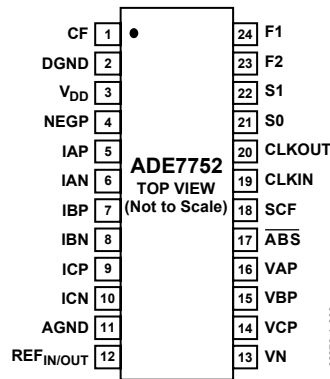 CF 1 24 F1
DGND 2 23 F2
VDD 3 22 S1
NEGP 4 21 S0
IAP 5 20 CLKOUT
IAN 6 19 CLKIN
IBP 7 18 SCF
IBN 8 17 A̅B̅S̅
ICP 9 16 VAP
ICN 10 15 VBP
AGND 11 14 VCP
REFIN/OUT 12 13 VN
ADE7752
TOP VIEW
(Not to Scale)